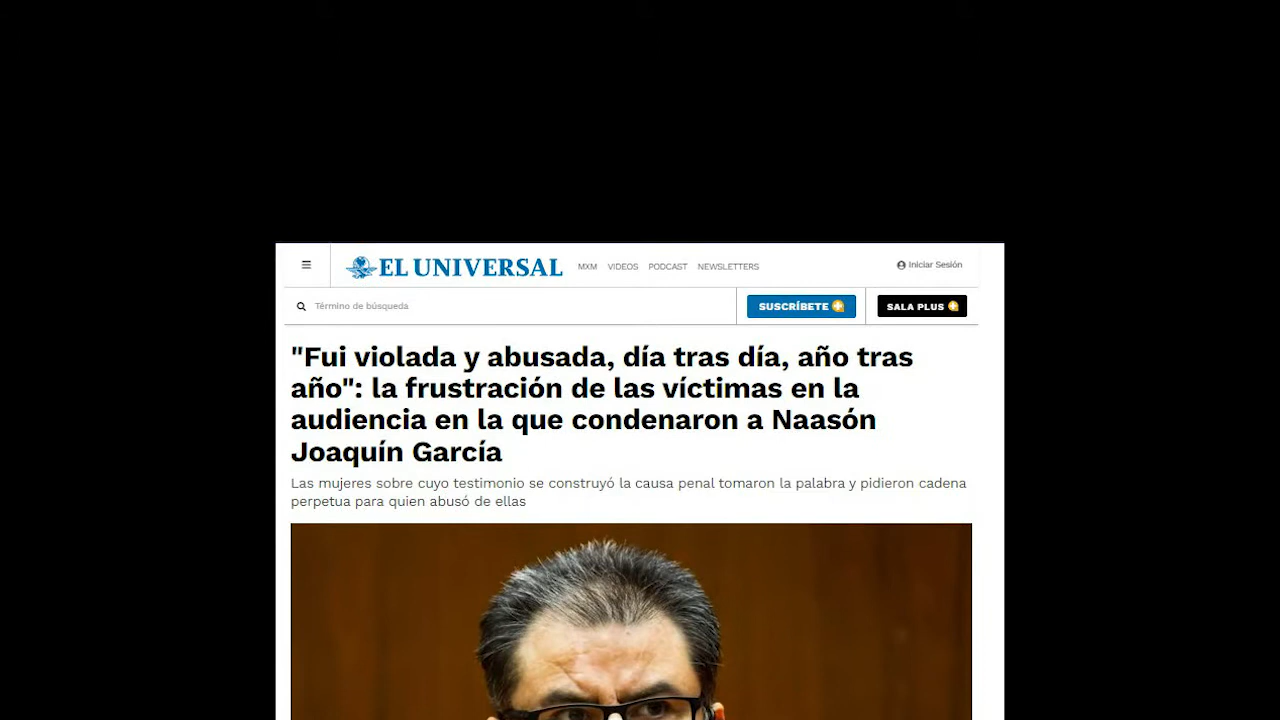 EL UNIVERSAL MXM VIDEOS PODCAST NEWSLETTERS Iniciar Sesión
Término de búsqueda SUSCRÍBETE SALA PLUS
"Fui violada y abusada, día tras día, año tras
año": la frustración de las víctimas en la
audiencia en la que condenaron a Naasón
Joaquín García
Las mujeres sobre cuyo testimonio se construyó la causa penal tomaron la palabra y pidieron cadena
perpetua para quien abusó de ellas